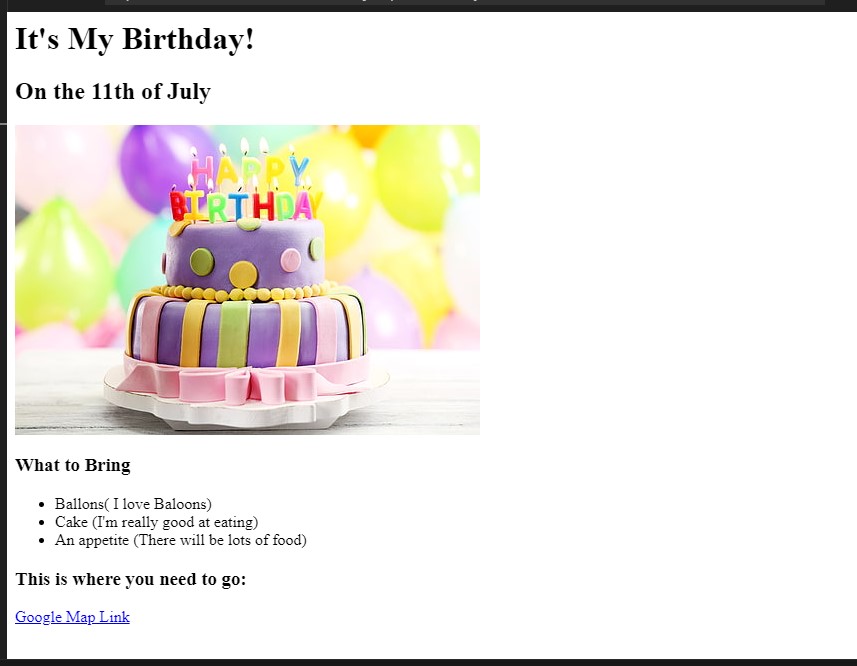 It's My Birthday!
On the 11th of July
HAPPY
BIRTHDAY
What to Bring
Ballons( I love Baloons)
Cake (I'm really good at eating)
An appetite (There will be lots of food)
This is where you need to go:
Google Map Link